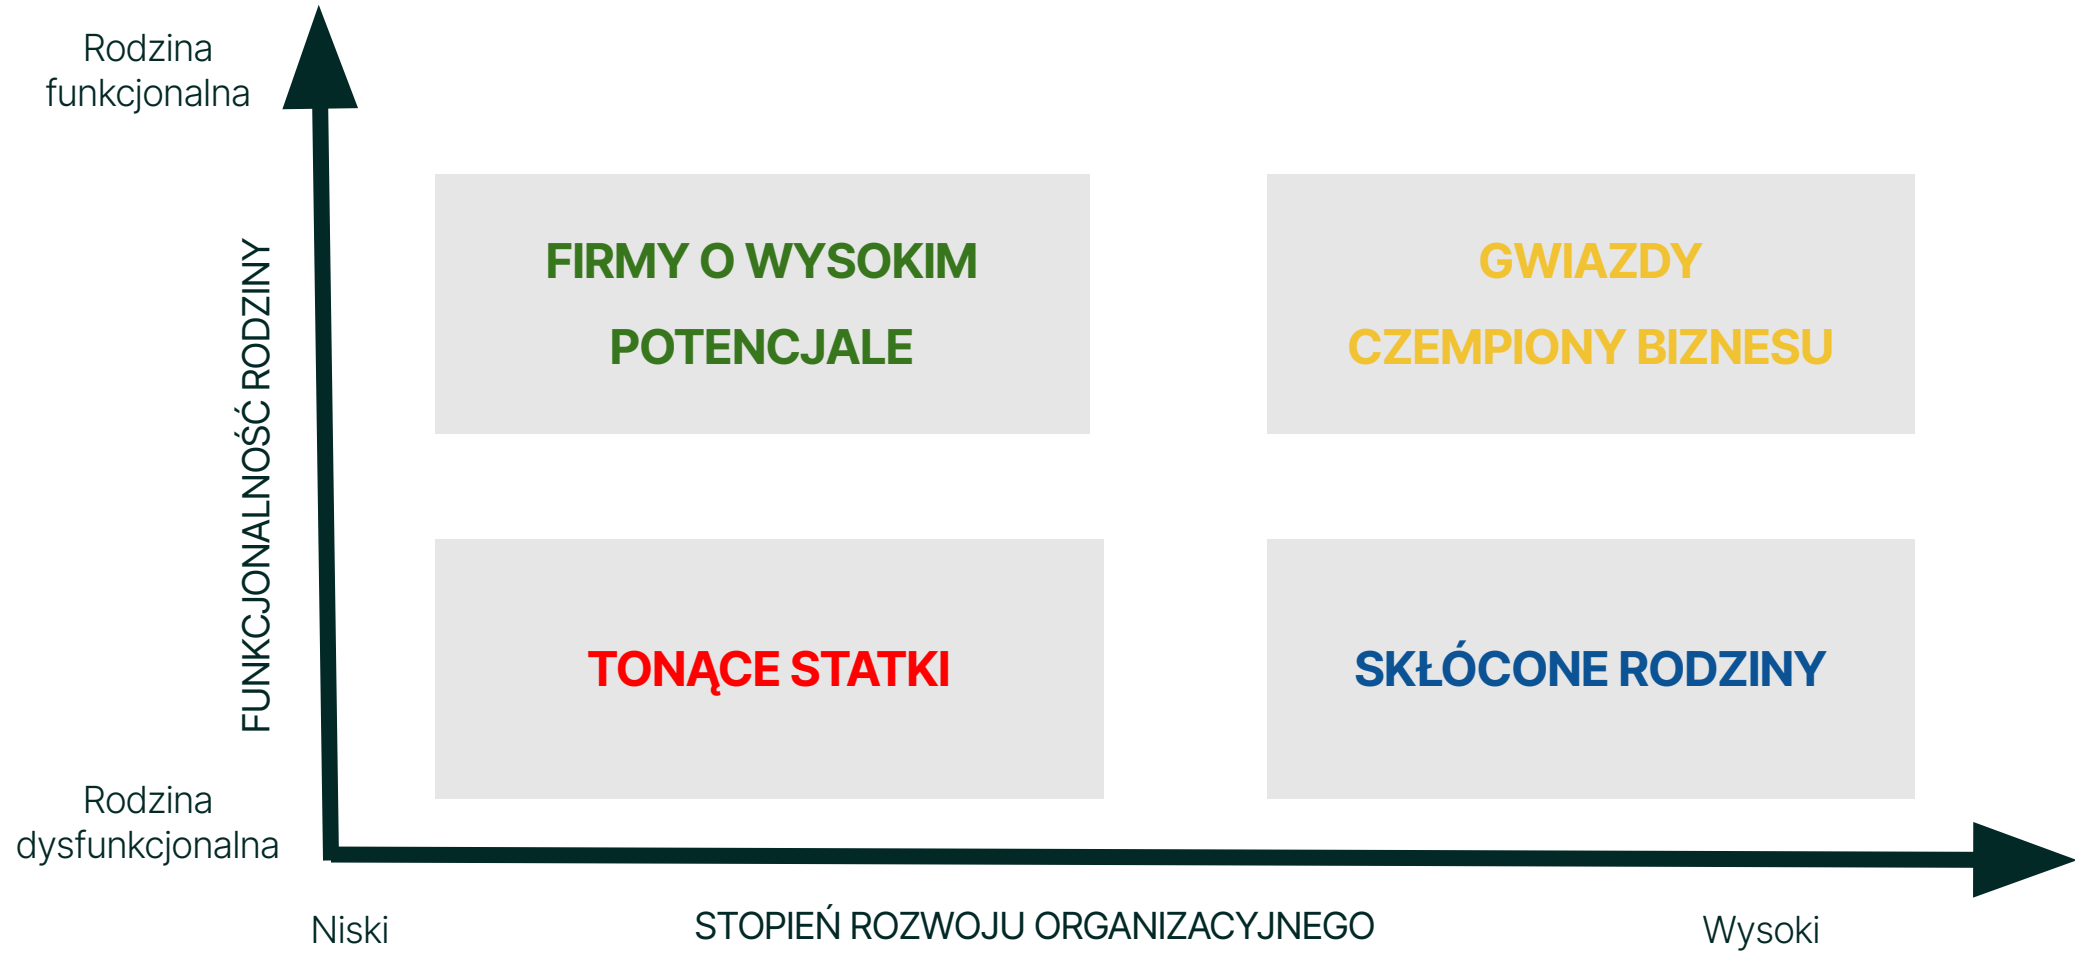 Rodzina
funkcjonalna
FUNKCJONALNOŚĆ RODZINY
FIRMY O WYSOKIM
POTENCJALE
GWIAZDY
CZEMPIONY BIZNESU
TONĄCE STATKI
SKŁÓCONE RODZINY
Rodzina
dysfunkcjonalna
Niski
STOPIEŃ ROZWOJU ORGANIZACYJNEGO
Wysoki